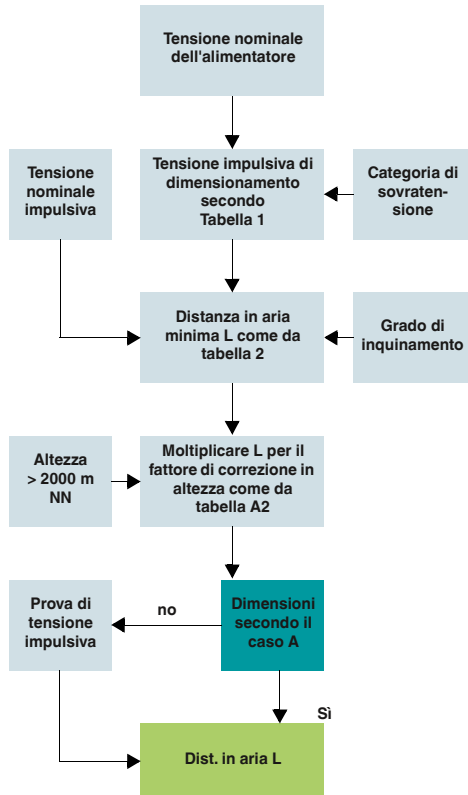 Tensione nominale
dell'alimentatore
Tensione
nominale
impulsiva
Tensione impulsiva di
dimensionamento
secondo
Tabella 1
Categoria di
sovraten-
sione
Distanza in aria
minima L come da
tabella 2
Grado di
inquinamento
Altezza
> 2000 m
NN
Moltiplicare L per il
fattore di correzione in
altezza come da
tabella A2
Prova di
tensione
impulsiva
no
Dimensioni
secondo il
caso A
Sì
Dist. in aria L